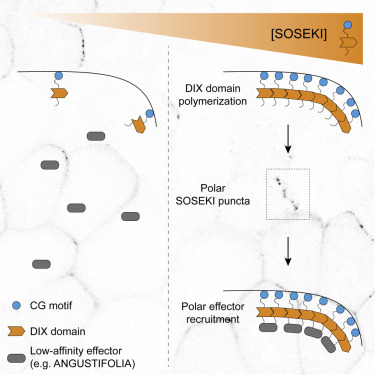 [SOSEKI]
DIX domain
polymerization
Polar
SOSEKI puncta
Polar effector
recruitment
CG motif
DIX domain
Low-affinity effector
(e.g. ANGUSTIFOLIA)